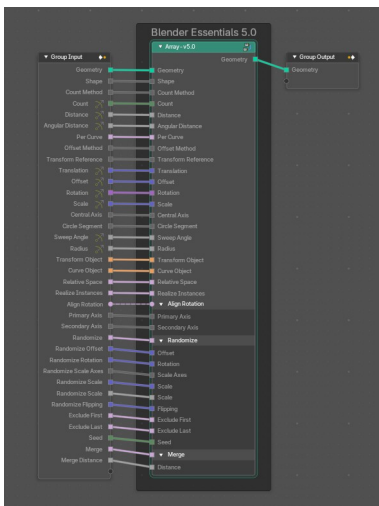 Blender Essentials 5.0
Group Input
Geometry
Shape
Count Method
Count
Distance
Angular Distance
Per Curve
Offset Method
Transform Reference
Translation
Offset
Rotation
Scale
Central Axis
Circle Segment
Sweep Angle
Radius
Transform Object
Curve Object
Relative Space
Realize Instances
Align Rotation
Primary Axis
Secondary Axis
Randomize
Randomize Offset
Randomize Rotation
Randomize Scale Axes
Randomize Scale
Randomize Scale
Randomize Flipping
Exclude First
Exclude Last
Seed
Merge
Merge Distance
Array - v5.0
Geometry
Geometry
Shape
Count Method
Count
Distance
Angular Distance
Per Curve
Offset Method
Transform Reference
Translation
Offset
Rotation
Scale
Central Axis
Circle Segment
Sweep Angle
Radius
Transform Object
Curve Object
Relative Space
Realize Instances
Align Rotation
Primary Axis
Secondary Axis
Randomize
Offset
Rotation
Scale Axes
Scale
Scale
Flipping
Exclude First
Exclude Last
Seed
Merge
Distance
Group Output
Geometry